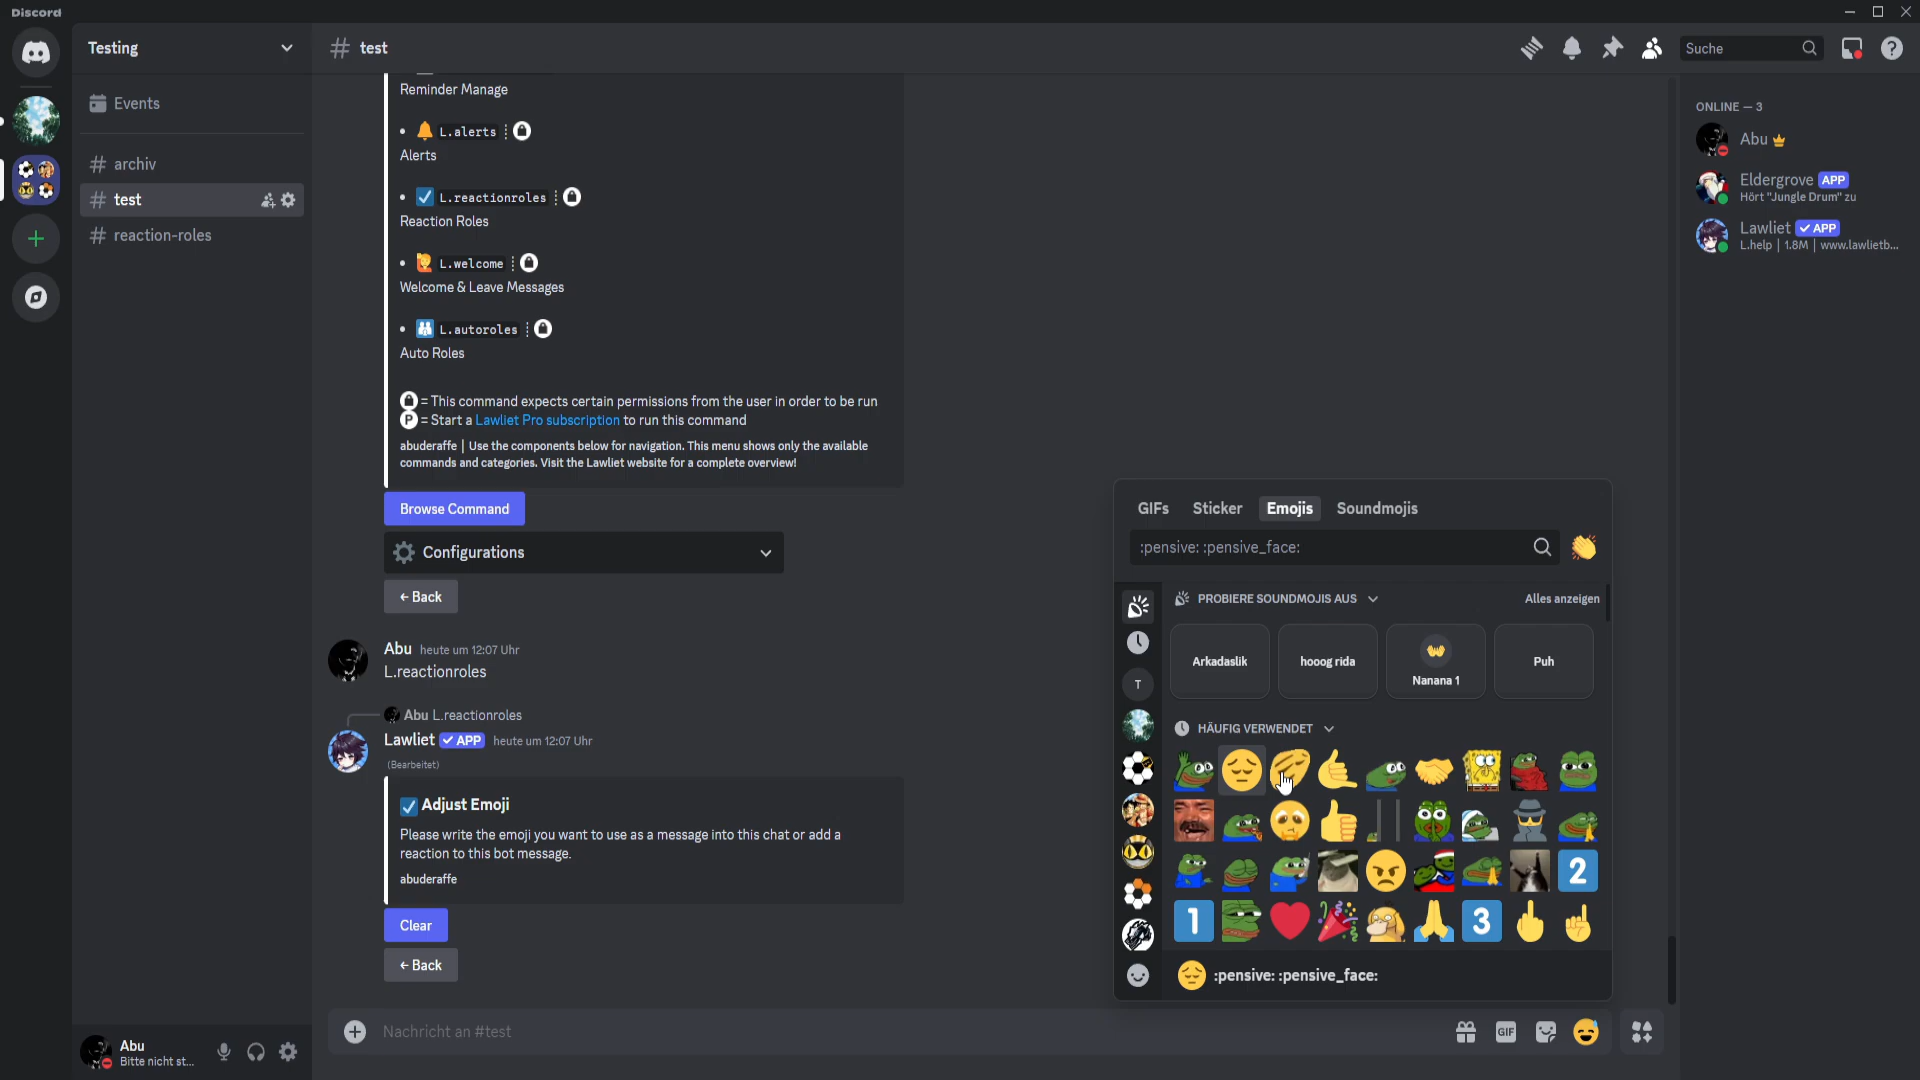 Discord
Testing
# test
Suche
Events
archiv
test
reaction-roles
Reminder Manage
L.alerts
Alerts
L.reactionroles
Reaction Roles
L.welcome
Welcome & Leave Messages
L.autoroles
Auto Roles
= This command expects certain permissions from the user in order to be run
P = Start a Lawliet Pro subscription to run this command
abuderaffe | Use the components below for navigation. This menu shows only the available
commands and categories. Visit the Lawliet website for a complete overview!
Browse Command
Configurations
← Back
Abu heute um 12:07 Uhr
L.reactionroles
Abu L.reactionroles
Lawliet ✓ APP heute um 12:07 Uhr
(Bearbeitet)
Adjust Emoji
Please write the emoji you want to use as a message into this chat or add a
reaction to this bot message.
abuderaffe
Clear
← Back
Nachricht an #test
GIF
Abu
Bitte nicht st...
GIFs Sticker Emojis Soundmojis
:pensive: :pensive_face:
PROBIERE SOUNDMOJIS AUS Alles anzeigen
Arkadaslik
hooog rida
Nanana 1
Puh
T
HÄUFIG VERWENDET
2
1
3
:pensive: :pensive_face:
ONLINE — 3
Abu
Eldergrove APP
Hört "Jungle Drum" zu
Lawliet ✓ APP
L.help | 1.8M | www.lawlietb...